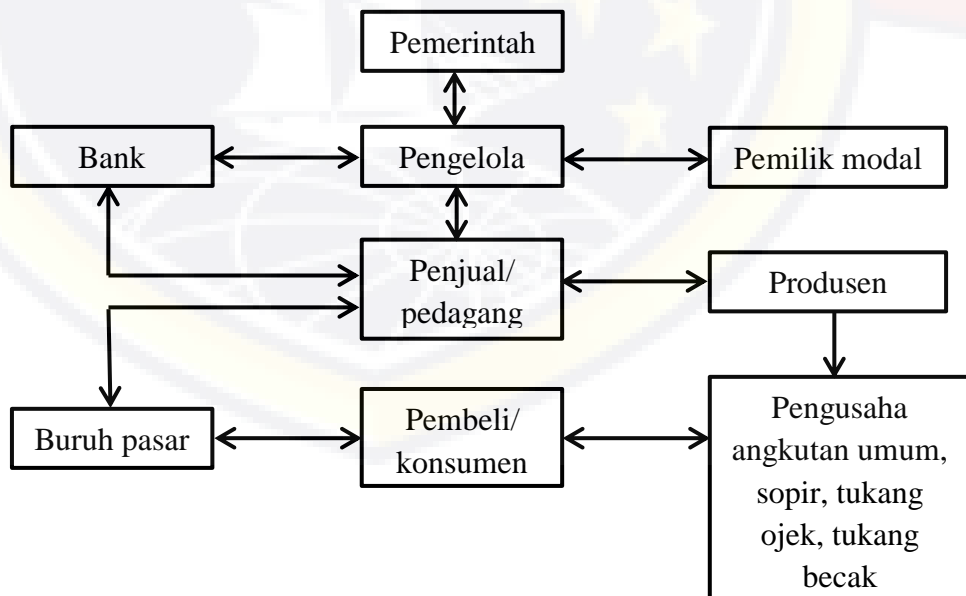 Pemerintah
Bank
Pengelola
Pemilik modal
Penjual/
pedagang
Produsen
Buruh pasar
Pembeli/
konsumen
Pengusaha
angkutan umum,
sopir, tukang
ojek, tukang
becak